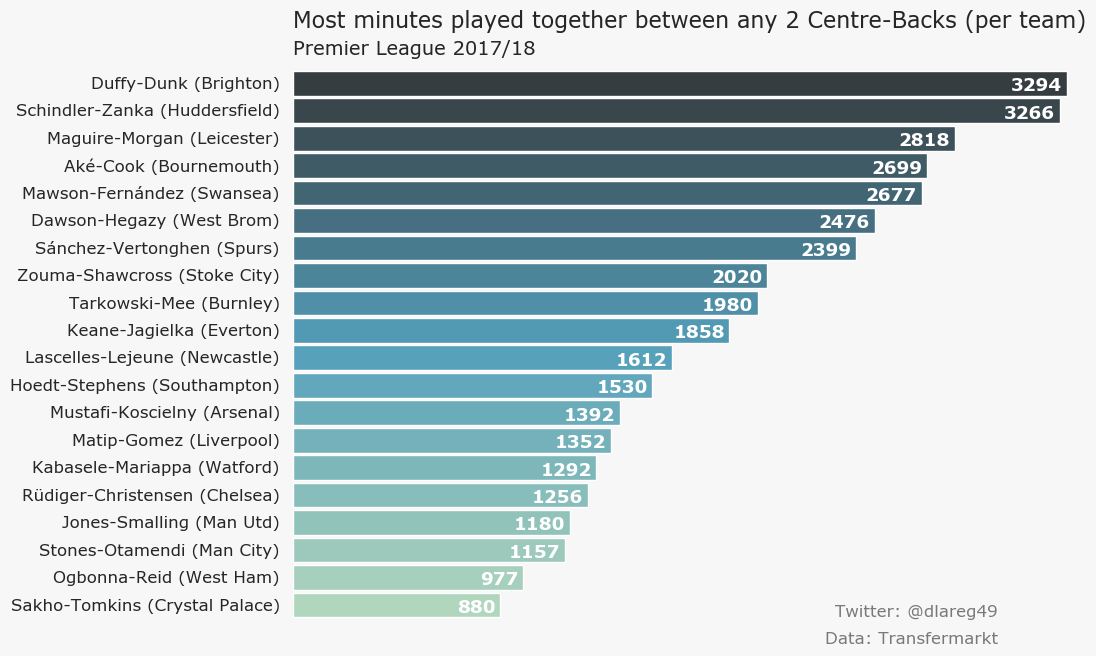 Most minutes played together between any 2 Centre-Backs (per team)
Premier League 2017/18
Duffy-Dunk (Brighton) 3294
Schindler-Zanka (Huddersfield) 3266
Maguire-Morgan (Leicester) 2818
Aké-Cook (Bournemouth) 2699
Mawson-Fernández (Swansea) 2677
Dawson-Hegazy (West Brom) 2476
Sánchez-Vertonghen (Spurs) 2399
Zouma-Shawcross (Stoke City) 2020
Tarkowski-Mee (Burnley) 1980
Keane-Jagielka (Everton) 1858
Lascelles-Lejeune (Newcastle) 1612
Hoedt-Stephens (Southampton) 1530
Mustafi-Koscielny (Arsenal) 1392
Matip-Gomez (Liverpool) 1352
Kabasele-Mariappa (Watford) 1292
Rüdiger-Christensen (Chelsea) 1256
Jones-Smalling (Man Utd) 1180
Stones-Otamendi (Man City) 1157
Ogbonna-Reid (West Ham) 977
Sakho-Tomkins (Crystal Palace) 880
Twitter: @dlareg49
Data: Transfermarkt